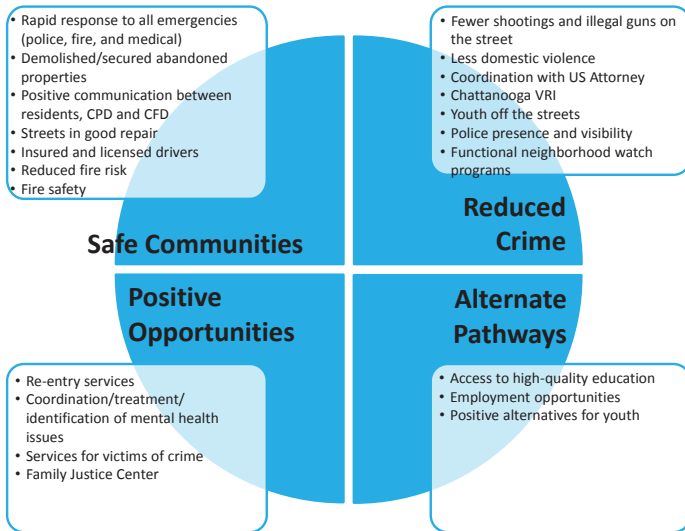 • Rapid response to all emergencies
(police, fire, and medical)
• Demolished/secured abandoned
properties
• Positive communication between
residents, CPD and CFD
• Streets in good repair
• Insured and licensed drivers
• Reduced fire risk
• Fire safety
• Fewer shootings and illegal guns on
the street
• Less domestic violence
• Coordination with US Attorney
• Chattanooga VRI
• Youth off the streets
• Police presence and visibility
• Functional neighborhood watch
programs
Safe Communities
Reduced
Crime
Positive
Opportunities
Alternate
Pathways
• Re-entry services
• Coordination/treatment/
identification of mental health
issues
• Services for victims of crime
• Family Justice Center
• Access to high-quality education
• Employment opportunities
• Positive alternatives for youth